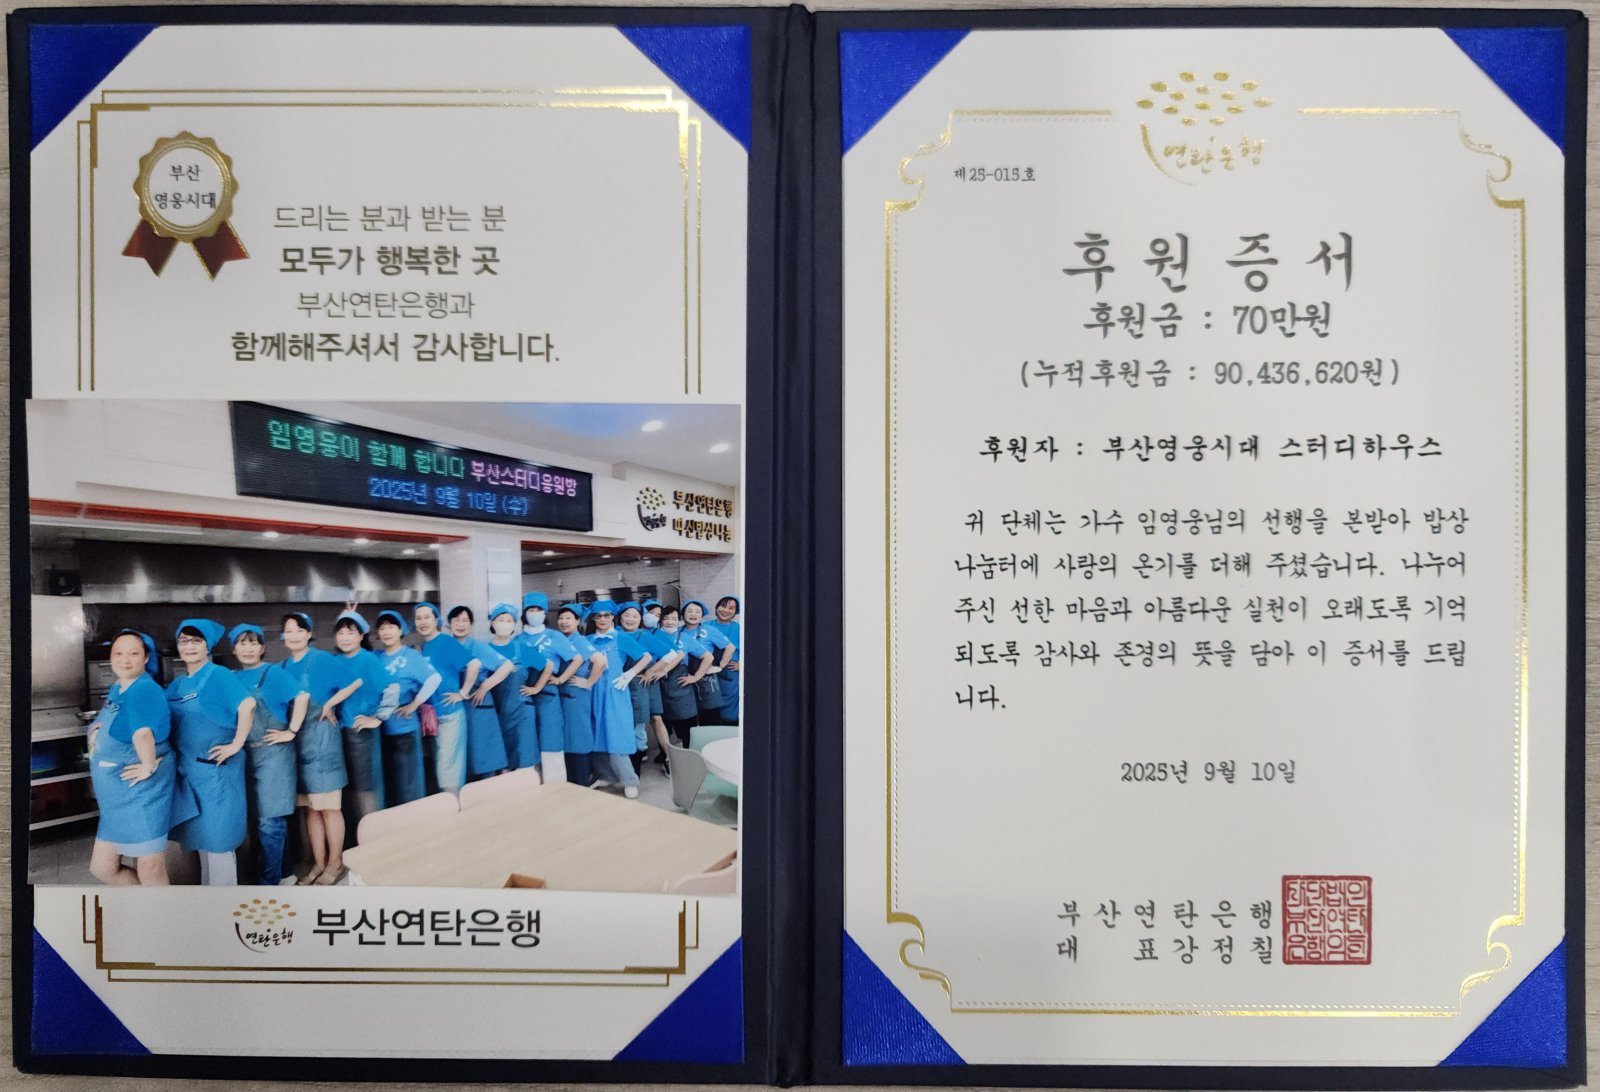 부산
영웅시대
드리는 분과 받는 분
모두가 행복한 곳
부산연탄은행과
함께해주셔서 감사합니다.
임영웅이 함께 합니다 부산스터디응원방
2025년 9월 10일 (수)
부산연탄은행
연탄은행 부산연탄은행
연탄은행
제25-015호
후원증서
후원금 : 70만원
(누적후원금 : 90,436,620원)
후원자 : 부산영웅시대 스터디하우스
귀 단체는 가수 임영웅님의 선행을 본받아 밥상
나눔터에 사랑의 온기를 더해 주셨습니다. 나누어
주신 선한 마음과 아름다운 실천이 오래도록 기억
되도록 감사와 존경의 뜻을 담아 이 증서를 드립
니다.
2025년 9월 10일
부산연탄은행
대 표강정칠